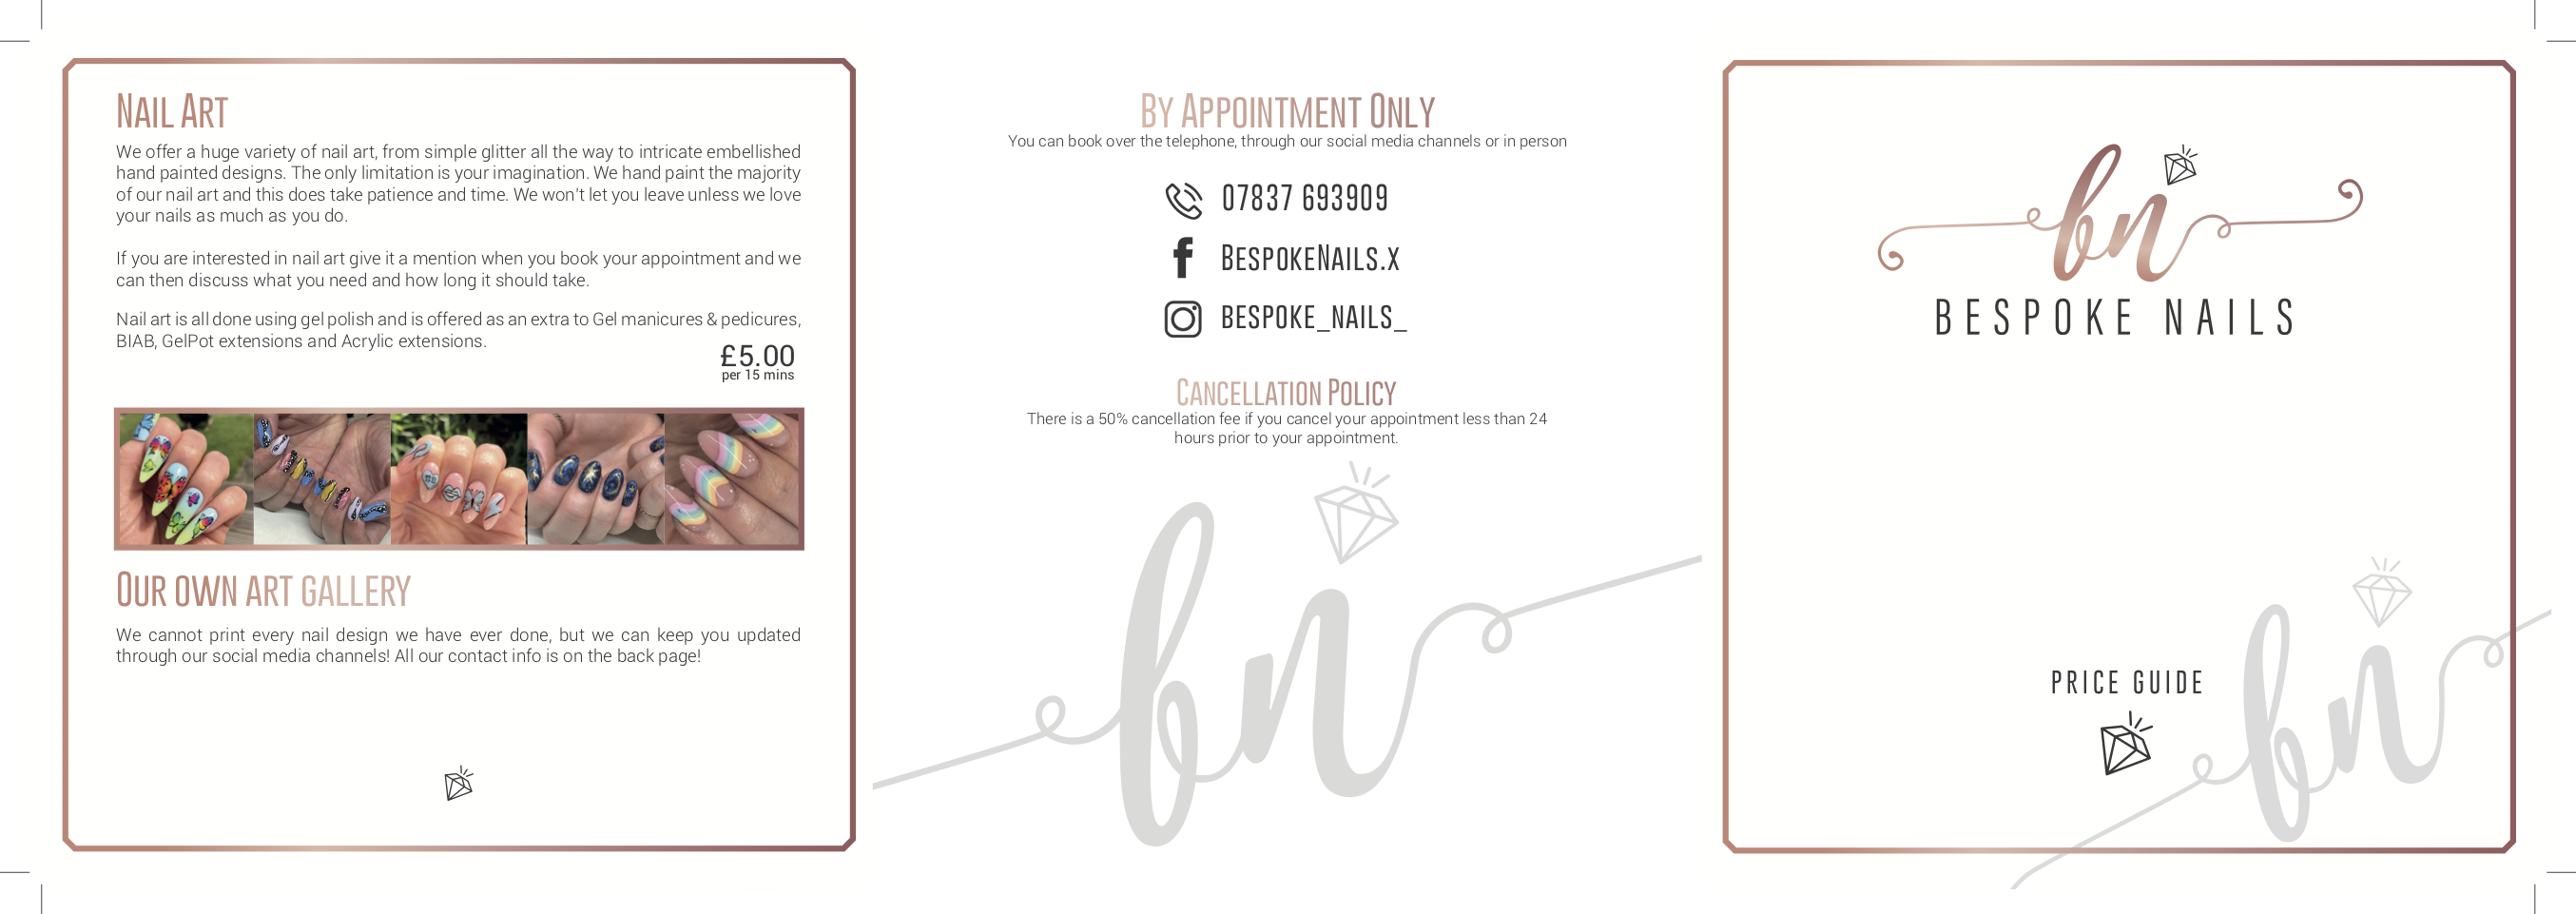 Nail Art
We offer a huge variety of nail art, from simple glitter all the way to intricate embellished
hand painted designs. The only limitation is your imagination. We hand paint the majority
of our nail art and this does take patience and time. We won't let you leave unless we love
your nails as much as you do.
If you are interested in nail art give it a mention when you book your appointment and we
can then discuss what you need and how long it should take.
Nail art is all done using gel polish and is offered as an extra to Gel manicures & pedicures,
BIAB, GelPot extensions and Acrylic extensions.
£5.00
per 15 mins
Our own art gallery
We cannot print every nail design we have ever done, but we can keep you updated
through our social media channels! All our contact info is on the back page!
By Appointment Only
You can book over the telephone, through our social media channels or in person
07837 693909
BespokeNails.x
bespoke_nails_
Cancellation Policy
There is a 50% cancellation fee if you cancel your appointment less than 24
hours prior to your appointment.
bn
bn
BESPOKE NAILS
PRICE GUIDE
bn